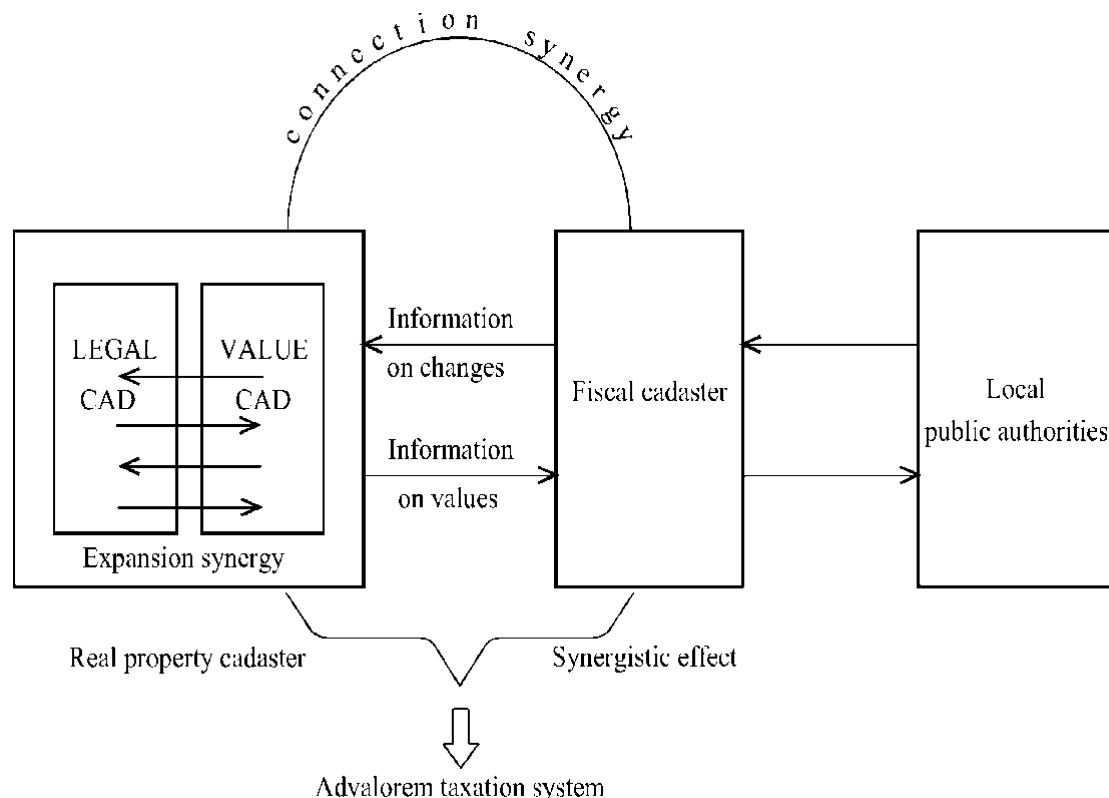 connection synergy
LEGAL
CAD
VALUE
CAD
Expansion synergy
Information
on changes
Information
on values
Fiscal cadaster
Local
public authorities
Real property cadaster
Synergistic effect
Advalorem taxation system